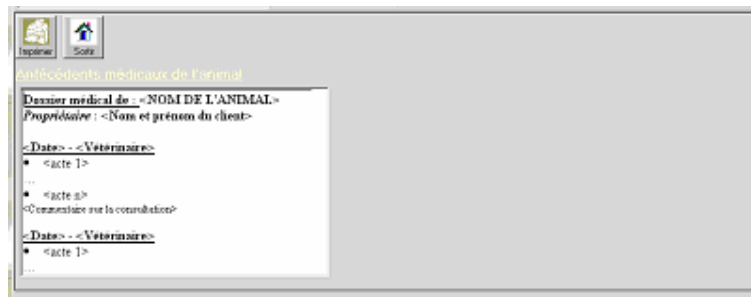 Imprimer Sortir
Antécédents médicaux de l'animal
Dossier médical de : <NOM DE L'ANIMAL>
Propriétaire : <Nom et prénom du client>
<Date> - <Vétérinaire>
• <acte 1>
...
• <acte n>
<Commentaire sur la consultation>
<Date> - <Vétérinaire>
• <acte 1>
...